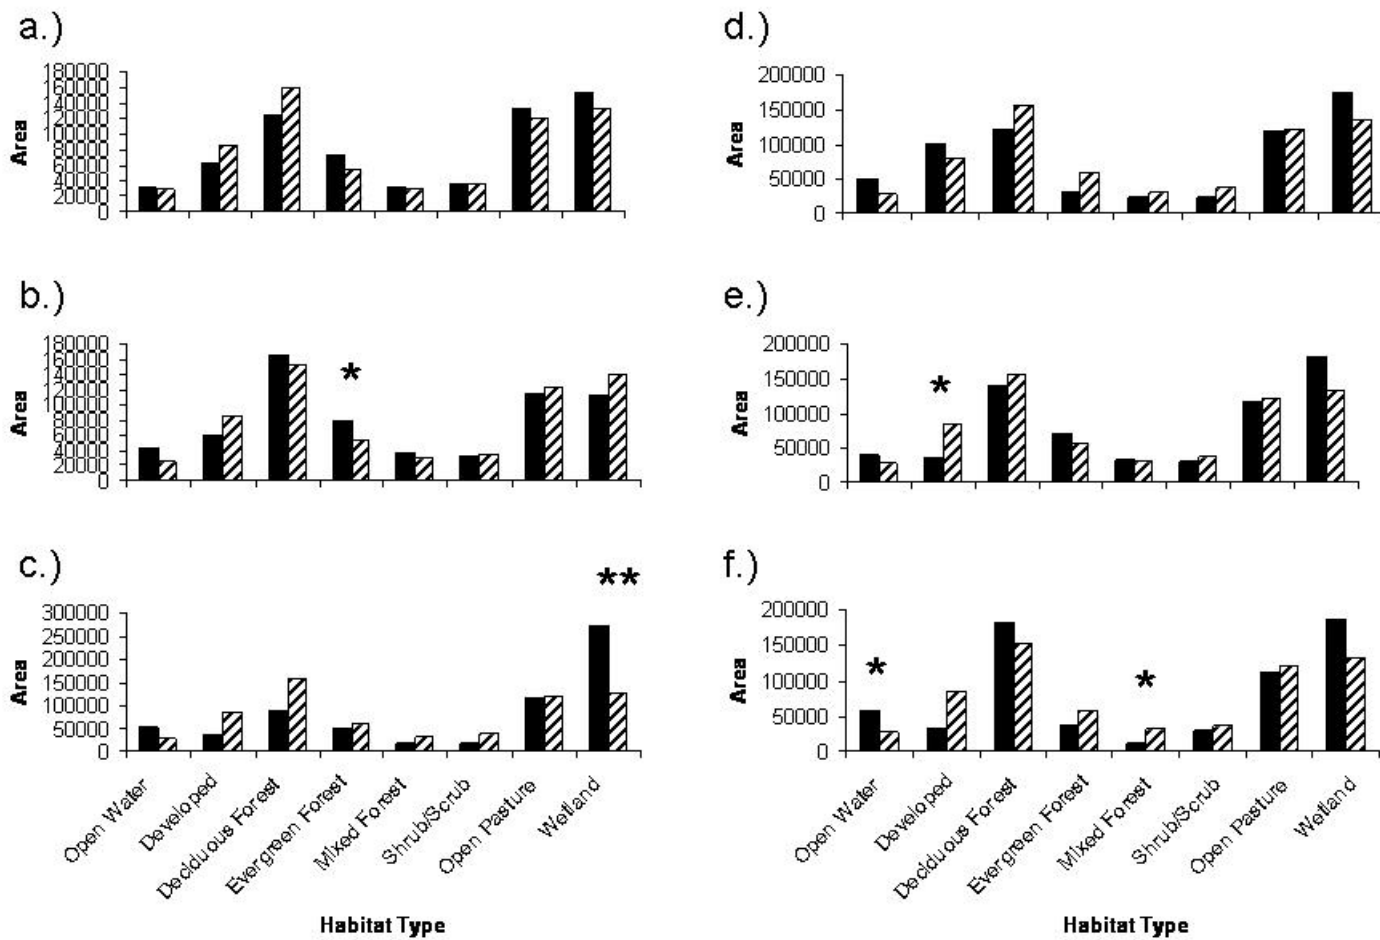 a.)
180000
160000
140000
120000
100000
80000
60000
40000
20000
0
Area
b.)
180000
160000
140000
120000
100000
80000
60000
40000
20000
0
Area
*
c.)
300000
250000
200000
150000
100000
50000
0
Area
**
Open Water
Developed
Deciduous Forest
Evergreen Forest
Mixed Forest
Shrub/Scrub
Open Pasture
Wetland
Habitat Type
d.)
200000
150000
100000
50000
0
Area
e.)
200000
150000
100000
50000
0
Area
*
f.)
200000
150000
100000
50000
0
Area
*
*
Open Water
Developed
Deciduous Forest
Evergreen Forest
Mixed Forest
Shrub/Scrub
Open Pasture
Wetland
Habitat Type